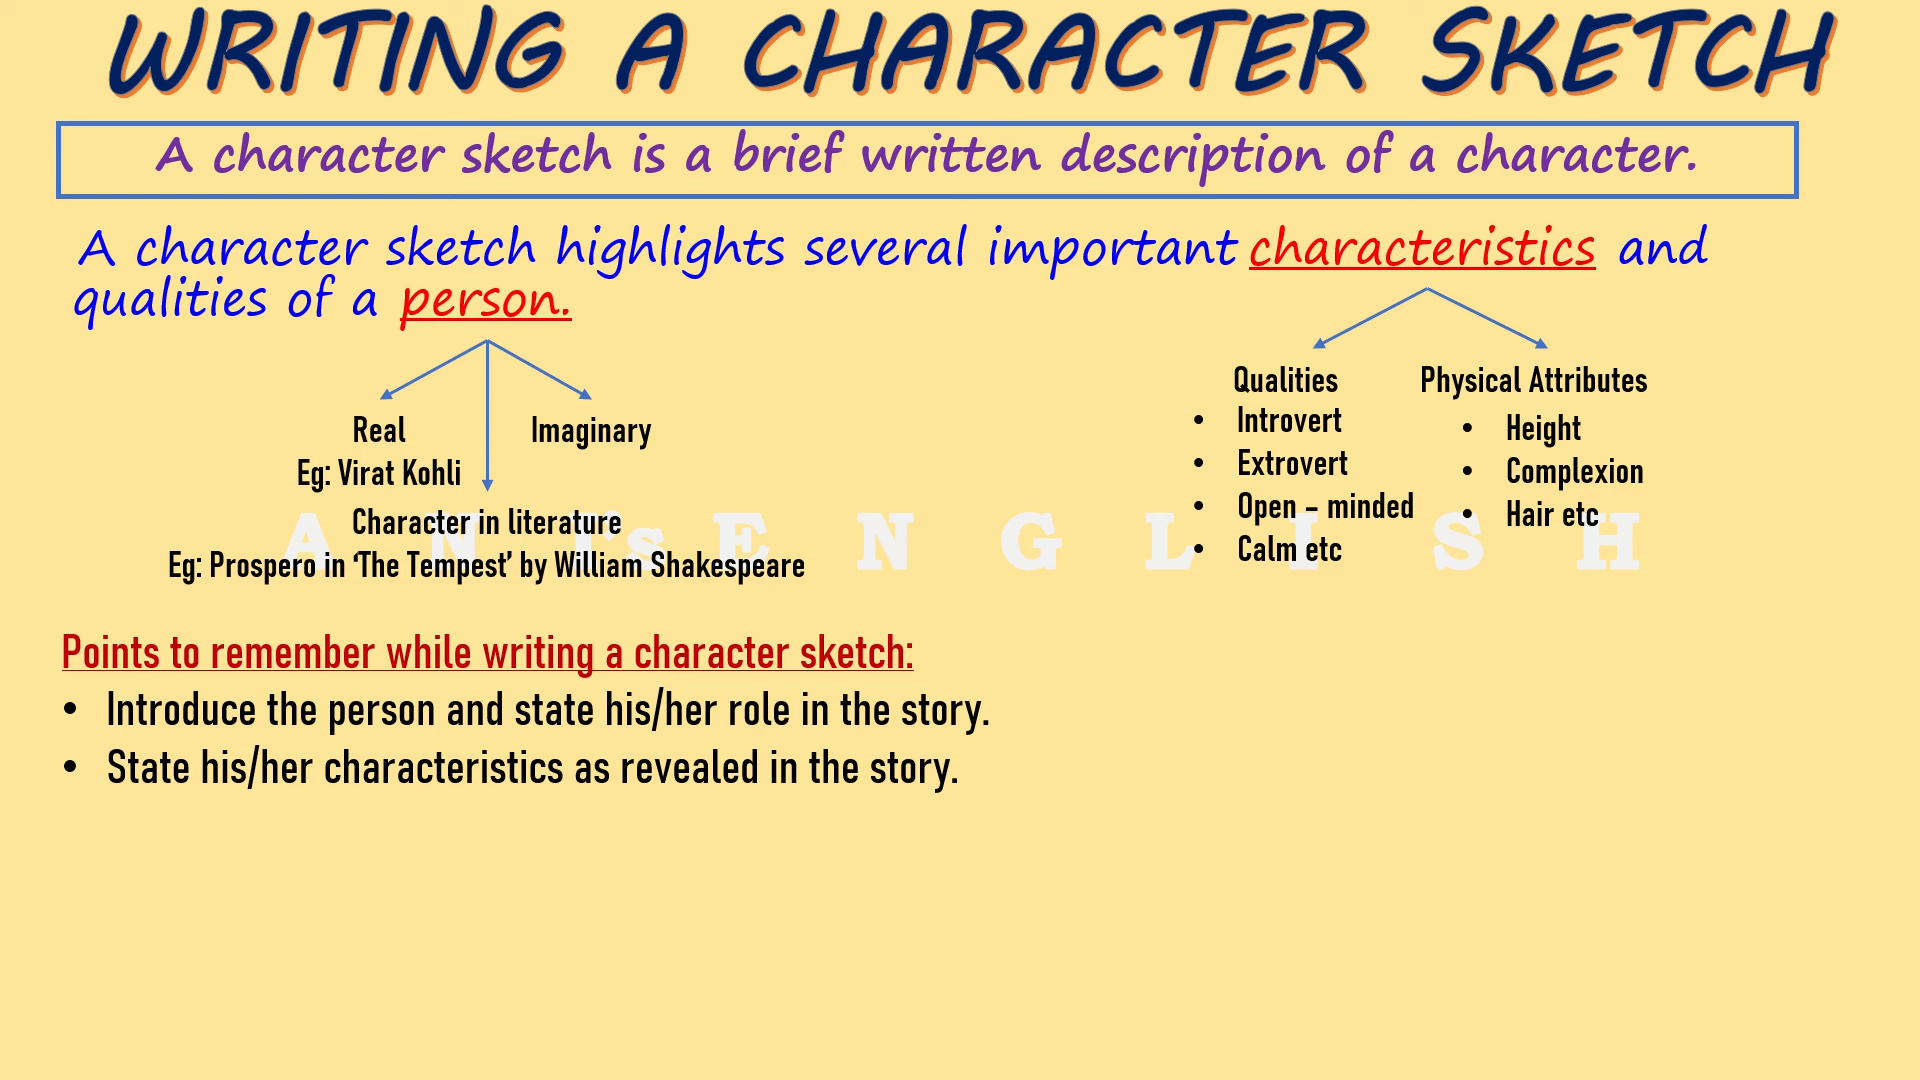 WRITING A CHARACTER SKETCH
A character sketch is a brief written description of a character.
A character sketch highlights several important characteristics and
qualities of a person.
Real
Imaginary
Eg: Virat Kohli
Character in literature
Eg: Prospero in ‘The Tempest’ by William Shakespeare
Qualities
• Introvert
• Extrovert
• Open – minded
• Calm etc
Physical Attributes
• Height
• Complexion
• Hair etc
A N I's E N G L I S H
Points to remember while writing a character sketch:
• Introduce the person and state his/her role in the story.
• State his/her characteristics as revealed in the story.